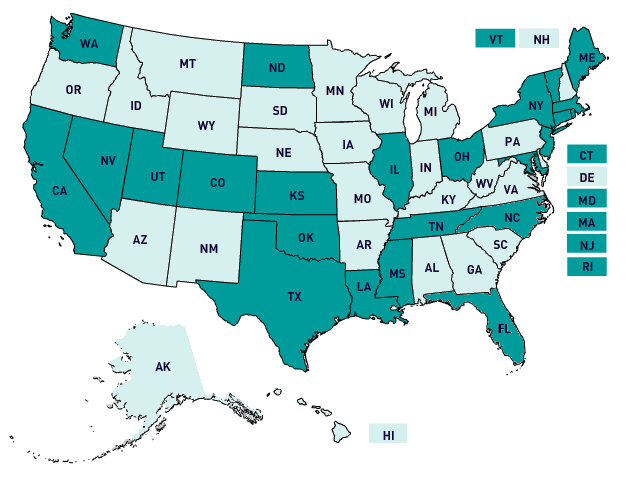 VT NH
WA
ME
MT ND
OR MN
ID WI MI NY
SD
WY
PA
IA
NE
OH CT
NV IL IN
UT DE
CO WV
CA VA
KS MO KY MD
NC
MA
TN
OK
AZ NM AR SC NJ
AL GA
MS RI
LA
TX
FL
AK
HI